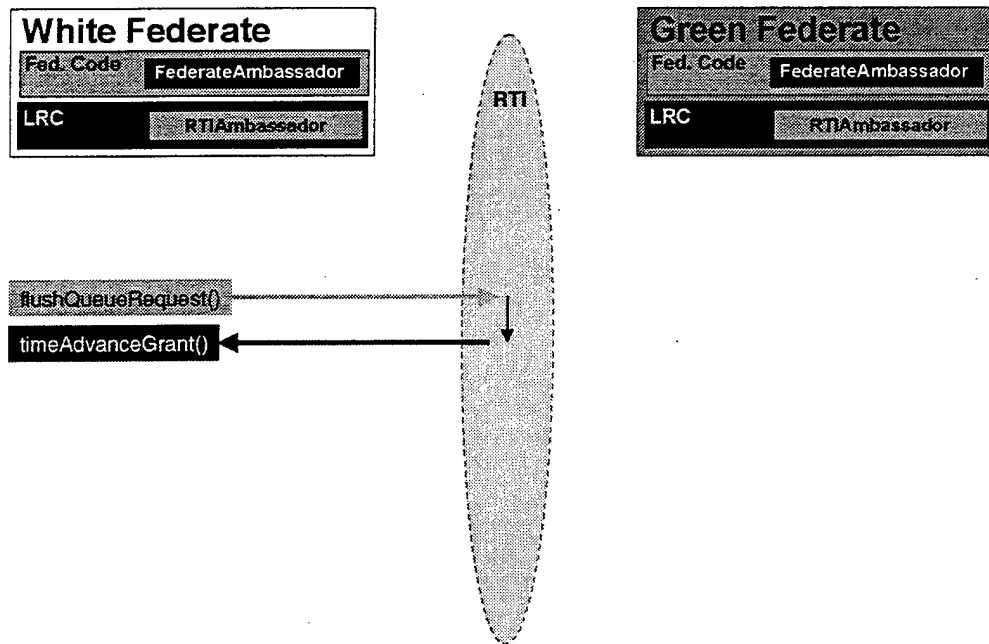 White Federate
Fed. Code
FederateAmbassador
LRC
RTIAmbassador
RTI
Green Federate
Fed. Code
FederateAmbassador
LRC
RTIAmbassador
flushQueueRequest()
timeAdvanceGrant()